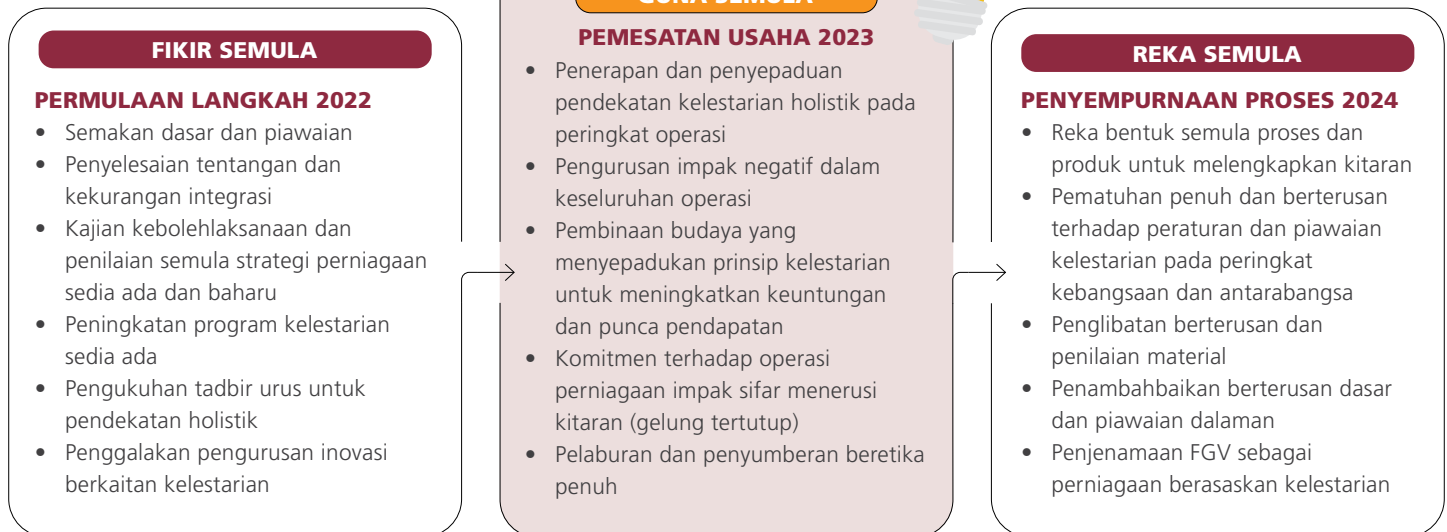 FIKIR SEMULA
PERMULAAN LANGKAH 2022
• Semakan dasar dan piawaian
• Penyelesaian tentangan dan
kekurangan integrasi
• Kajian kebolehlaksanaan dan
penilaian semula strategi perniagaan
sedia ada dan baharu
• Peningkatan program kelestarian
sedia ada
• Pengukuhan tadbir urus untuk
pendekatan holistik
• Penggalakan pengurusan inovasi
berkaitan kelestarian
GUNA SEMULA
PEMESATAN USAHA 2023
• Penerapan dan penyepaduan
pendekatan kelestarian holistik pada
peringkat operasi
• Pengurusan impak negatif dalam
keseluruhan operasi
• Pembinaan budaya yang
menyepadukan prinsip kelestarian
untuk meningkatkan keuntungan
dan punca pendapatan
• Komitmen terhadap operasi
perniagaan impak sifar menerusi
kitaran (gelung tertutup)
• Pelaburan dan penyumberan beretika
penuh
REKA SEMULA
PENYEMPURNAAN PROSES 2024
• Reka bentuk semula proses dan
produk untuk melengkapkan kitaran
• Pematuhan penuh dan berterusan
terhadap peraturan dan piawaian
kelestarian pada peringkat
kebangsaan dan antarabangsa
• Penglibatan berterusan dan
penilaian material
• Penambahbaikan berterusan dasar
dan piawaian dalaman
• Penjenamaan FGV sebagai
perniagaan berasaskan kelestarian